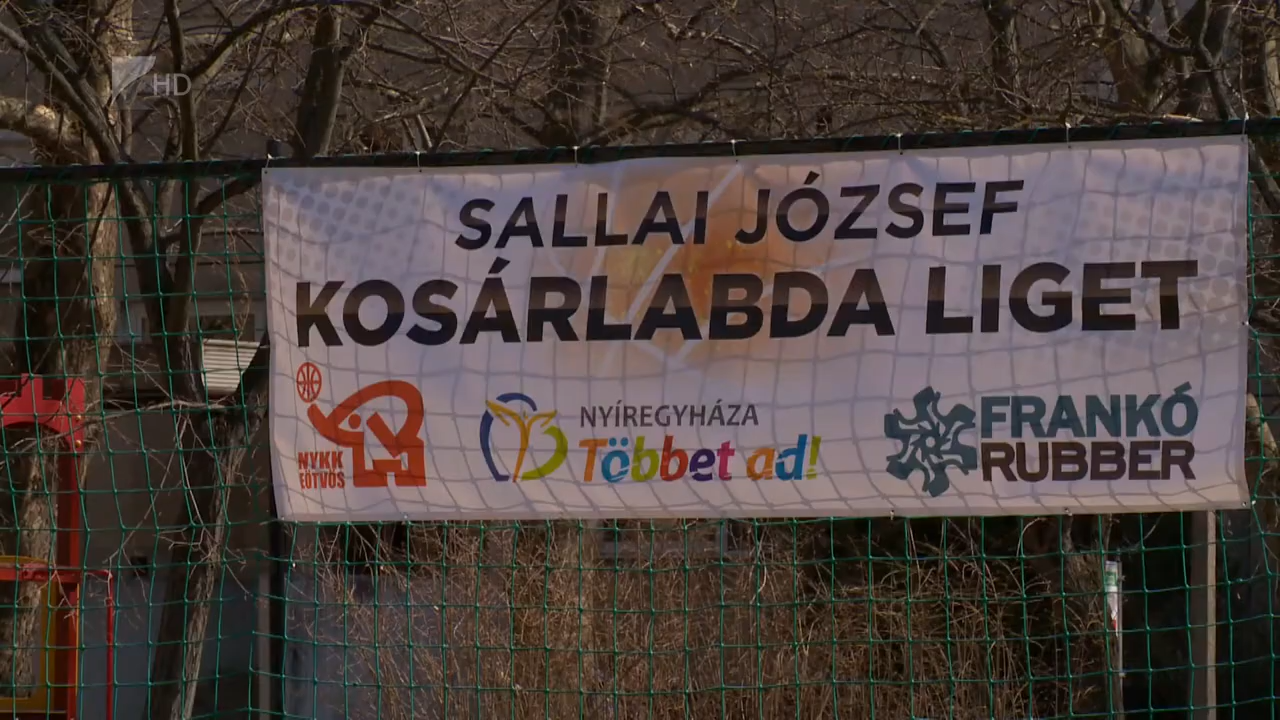 HD
SALLAI JÓZSEF
KOSÁRLABDA LIGET
NYKK
EÖTVÖS
NYÍREGYHÁZA
Többet ad!
FRANKÓ
RUBBER